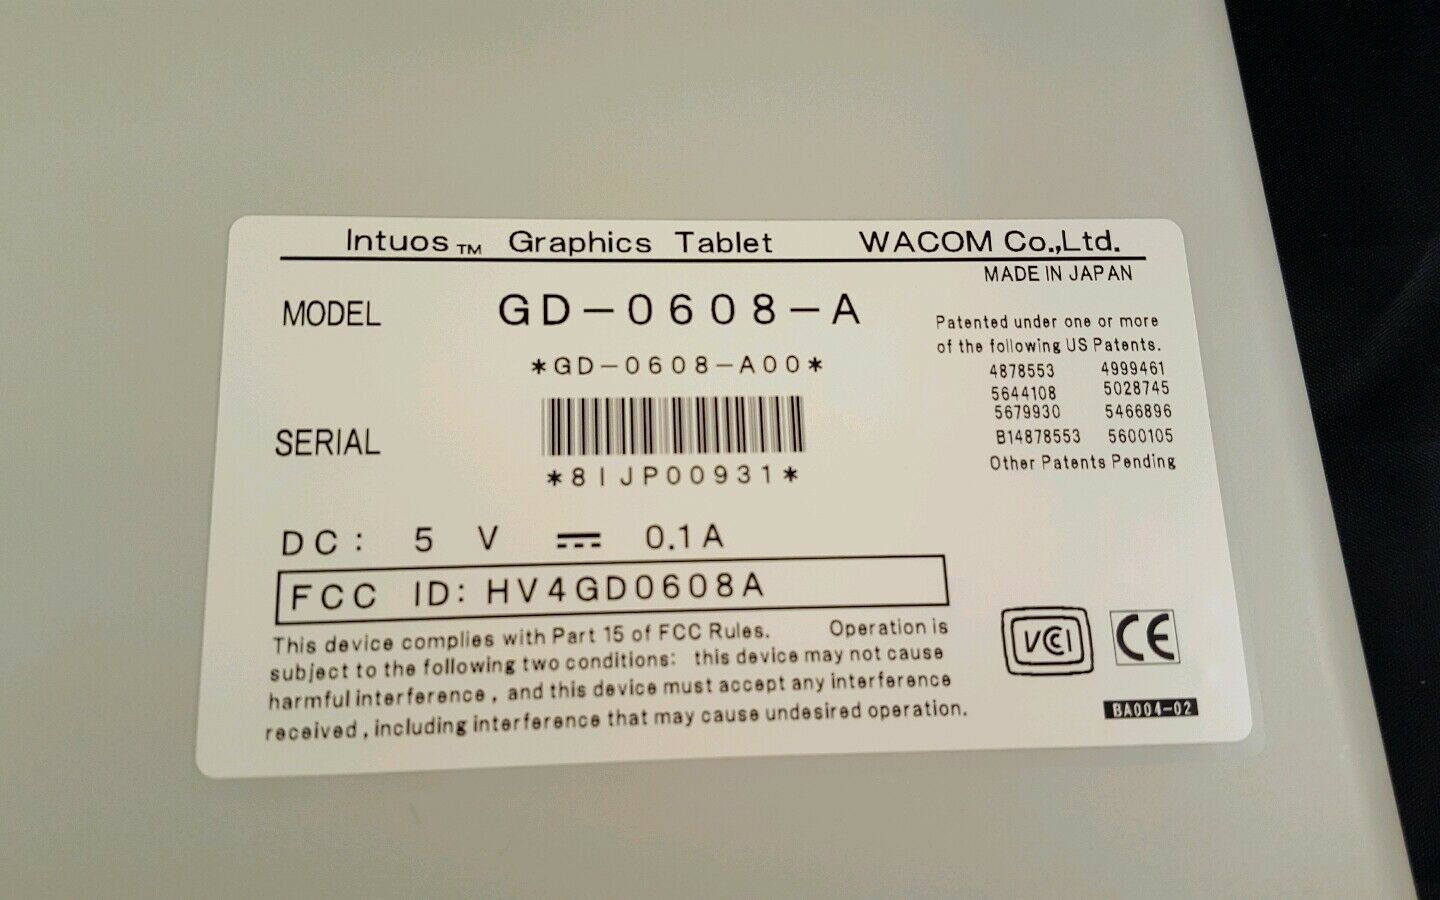 Intuos™ Graphics Tablet WACOM Co.,Ltd.
MADE IN JAPAN
MODEL GD-0608-A
*GD-0608-A00*
SERIAL
*8IJP00931*
Patented under one or more
of the following US Patents.
4878553 4999461
5644108 5028745
5679930 5466896
B14878553 5600105
Other Patents Pending
DC: 5 V ⎓ 0.1A
FCC ID: HV4GD0608A
This device complies with Part 15 of FCC Rules. Operation is
subject to the following two conditions: this device may not cause
harmful interference, and this device must accept any interference
received, including interference that may cause undesired operation.
VCCI CE
BA004-02